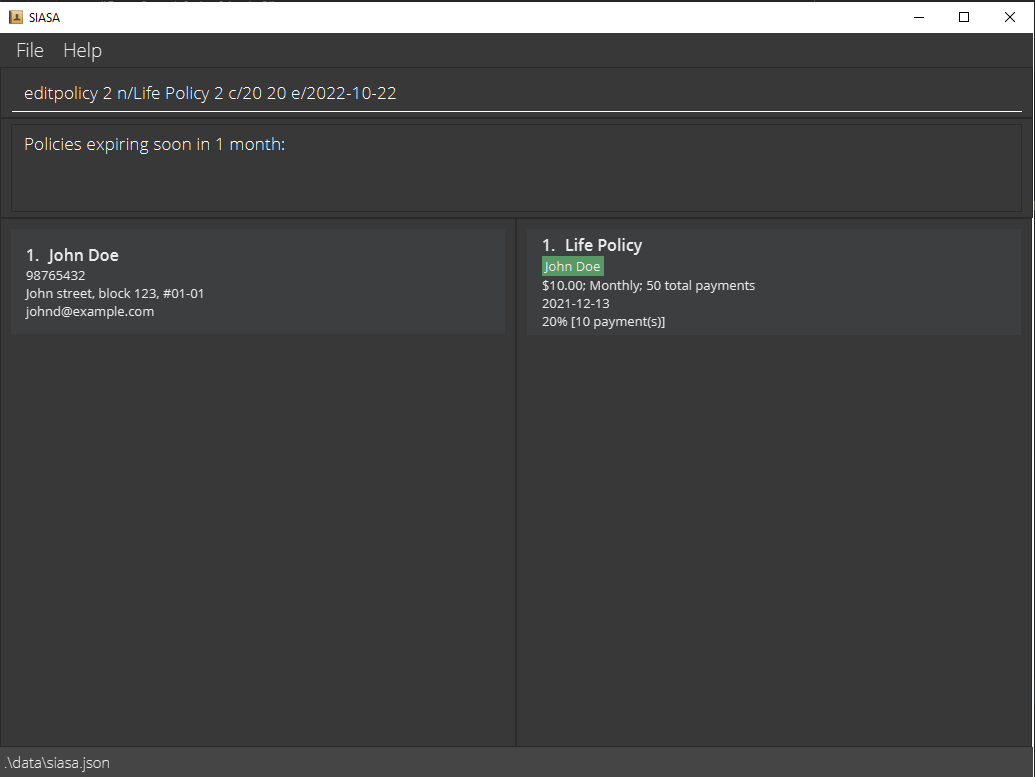 SIASA
File Help
editpolicy 2 n/Life Policy 2 c/20 20 e/2022-10-22
Policies expiring soon in 1 month:
1. John Doe
98765432
John street, block 123, #01-01
johnd@example.com
1. Life Policy
John Doe
$10.00; Monthly; 50 total payments
2021-12-13
20% [10 payment(s)]
.\data\siasa.json